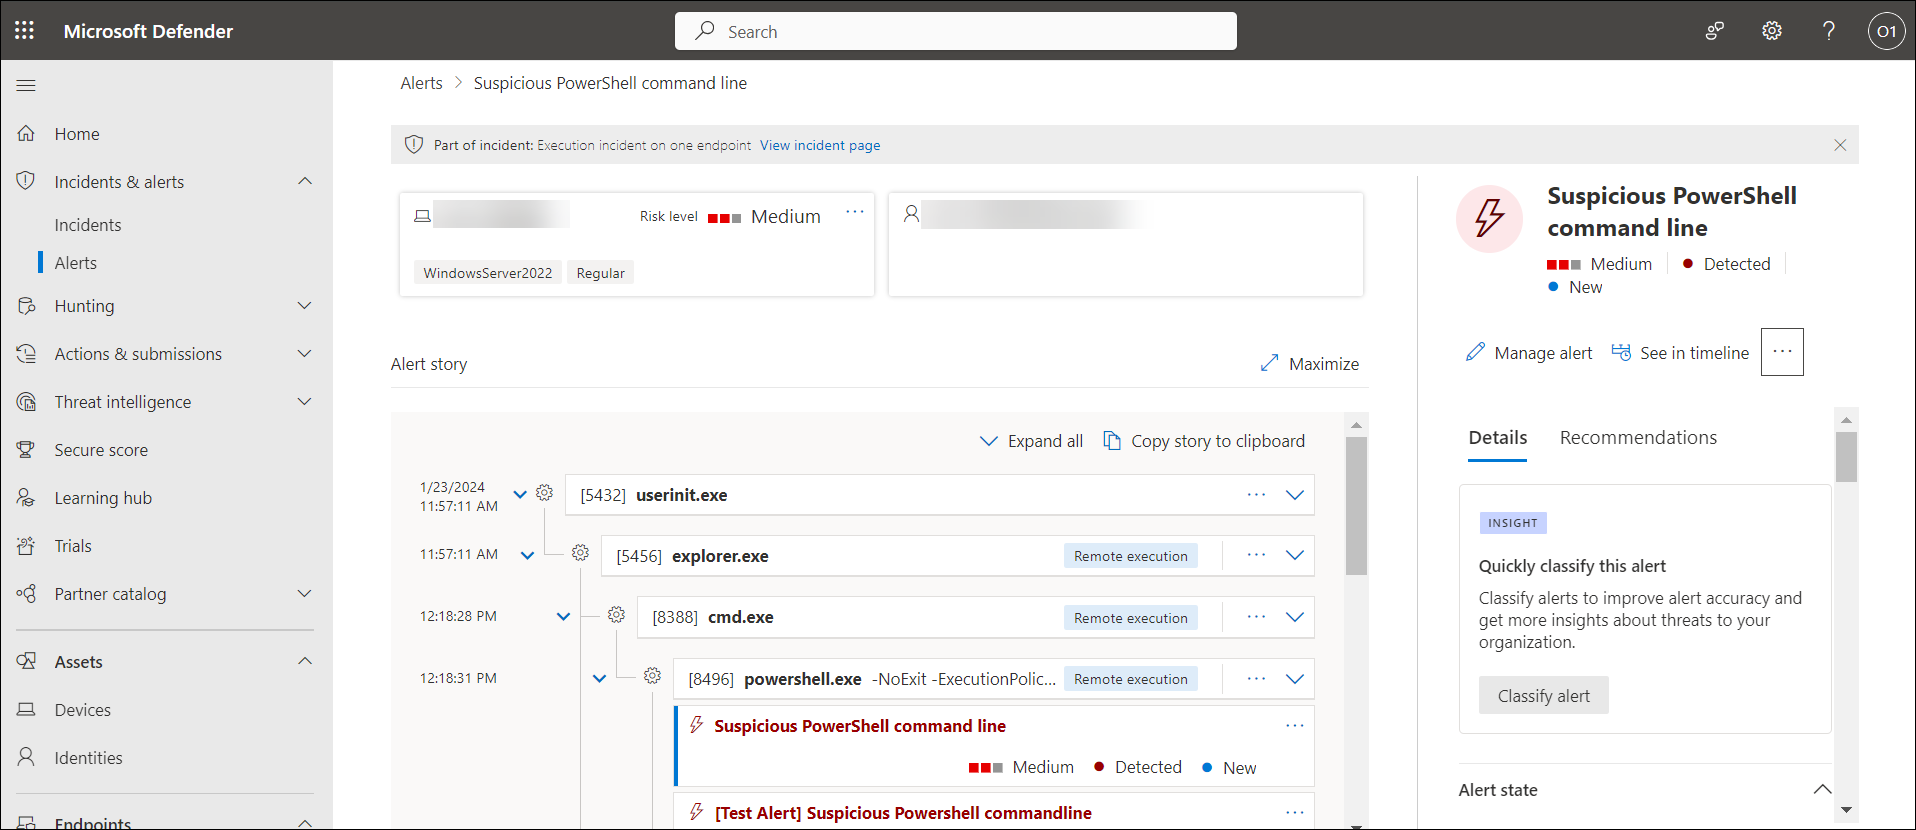 Microsoft Defender
Search
O1
Home
Incidents & alerts
Incidents
Alerts
Hunting
Actions & submissions
Threat intelligence
Secure score
Learning hub
Trials
Partner catalog
Assets
Devices
Identities
Endpoints
Alerts > Suspicious PowerShell command line
Part of incident: Execution incident on one endpoint View incident page
Risk level Medium ...
WindowsServer2022 Regular
Alert story
Maximize
Expand all Copy story to clipboard
1/23/2024
11:57:11 AM
[5432] userinit.exe ...
11:57:11 AM [5456] explorer.exe Remote execution ...
12:18:28 PM [8388] cmd.exe Remote execution ...
12:18:31 PM [8496] powershell.exe -NoExit -ExecutionPolic... Remote execution ...
Suspicious PowerShell command line ...
Medium Detected New
[Test Alert] Suspicious Powershell commandline ...
Suspicious PowerShell
command line
Medium Detected
New
Manage alert See in timeline ...
Details Recommendations
INSIGHT
Quickly classify this alert
Classify alerts to improve alert accuracy and
get more insights about threats to your
organization.
Classify alert
Alert state